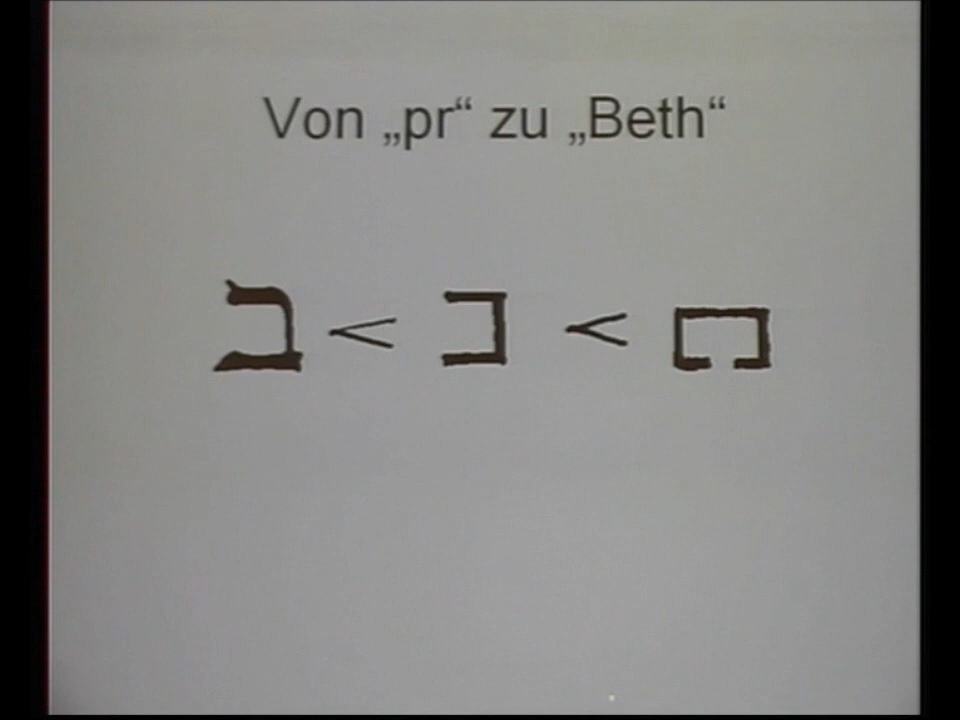 Von „pr“ zu „Beth“
ב < כ < 𓉐